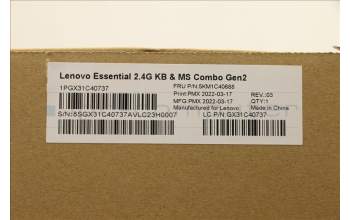 Lenovo Essential 2.4G KB & MS Combo Gen2
1PGX31C40737
FRU P/N:5KM1C40688
Print PMX 2022-03-17
MFG PMX 2022-03-17
REV.:03
QTY:1
Manufactured for Lenovo
Made in China
S/N:8SGX31C40737AVLC23H0007
LC P/N:GX31C40737